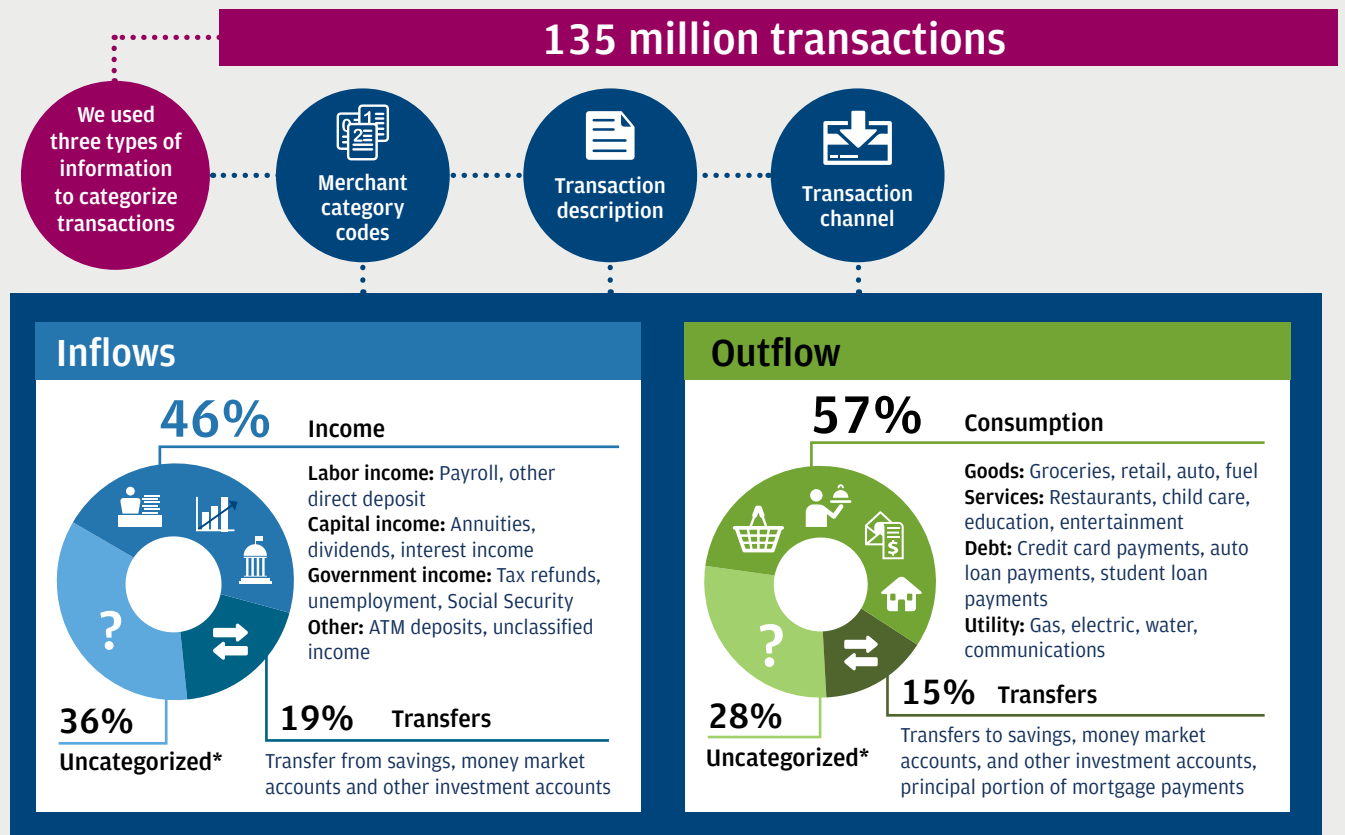 135 million transactions
We used
three types of
information
to categorize
transactions
0 1
2
Merchant
category
codes
Transaction
description
Transaction
channel
Inflows
46%
Income
Labor income: Payroll, other
direct deposit
Capital income: Annuities,
dividends, interest income
Government income: Tax refunds,
unemployment, Social Security
Other: ATM deposits, unclassified
income
?
36%
Uncategorized*
19% Transfers
Transfer from savings, money market
accounts and other investment accounts
Outflow
57%
Consumption
Goods: Groceries, retail, auto, fuel
Services: Restaurants, child care,
education, entertainment
Debt: Credit card payments, auto
loan payments, student loan
payments
Utility: Gas, electric, water,
communications
$
?
28%
Uncategorized*
15% Transfers
Transfers to savings, money market
accounts, and other investment accounts,
principal portion of mortgage payments